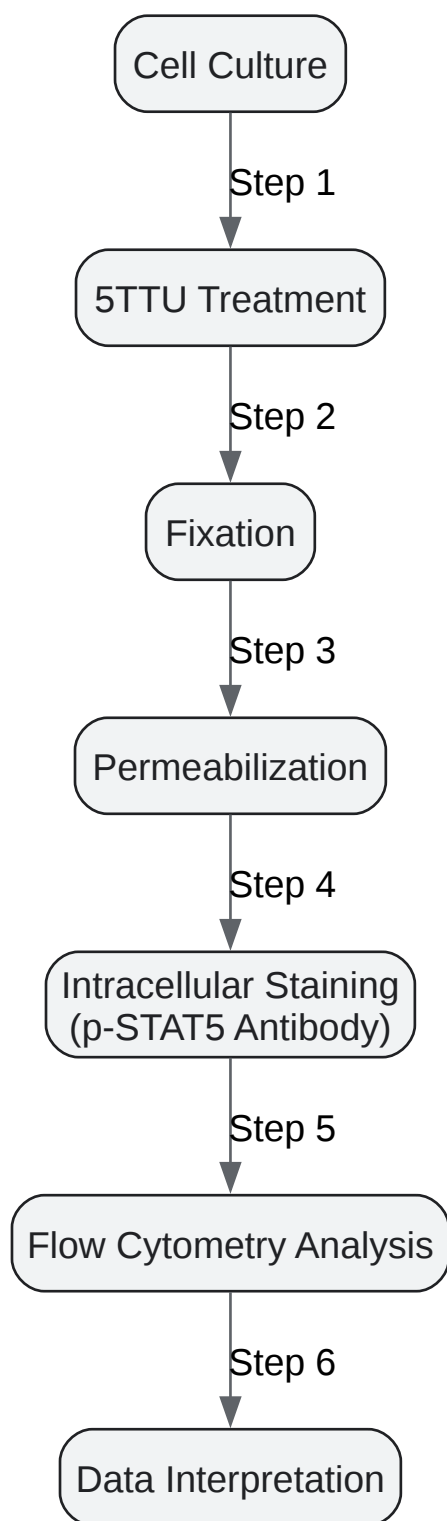 Cell Culture
Step 1
5TTU Treatment
Step 2
Fixation
Step 3
Permeabilization
Step 4
Intracellular Staining
(p-STAT5 Antibody)
Step 5
Flow Cytometry Analysis
Step 6
Data Interpretation